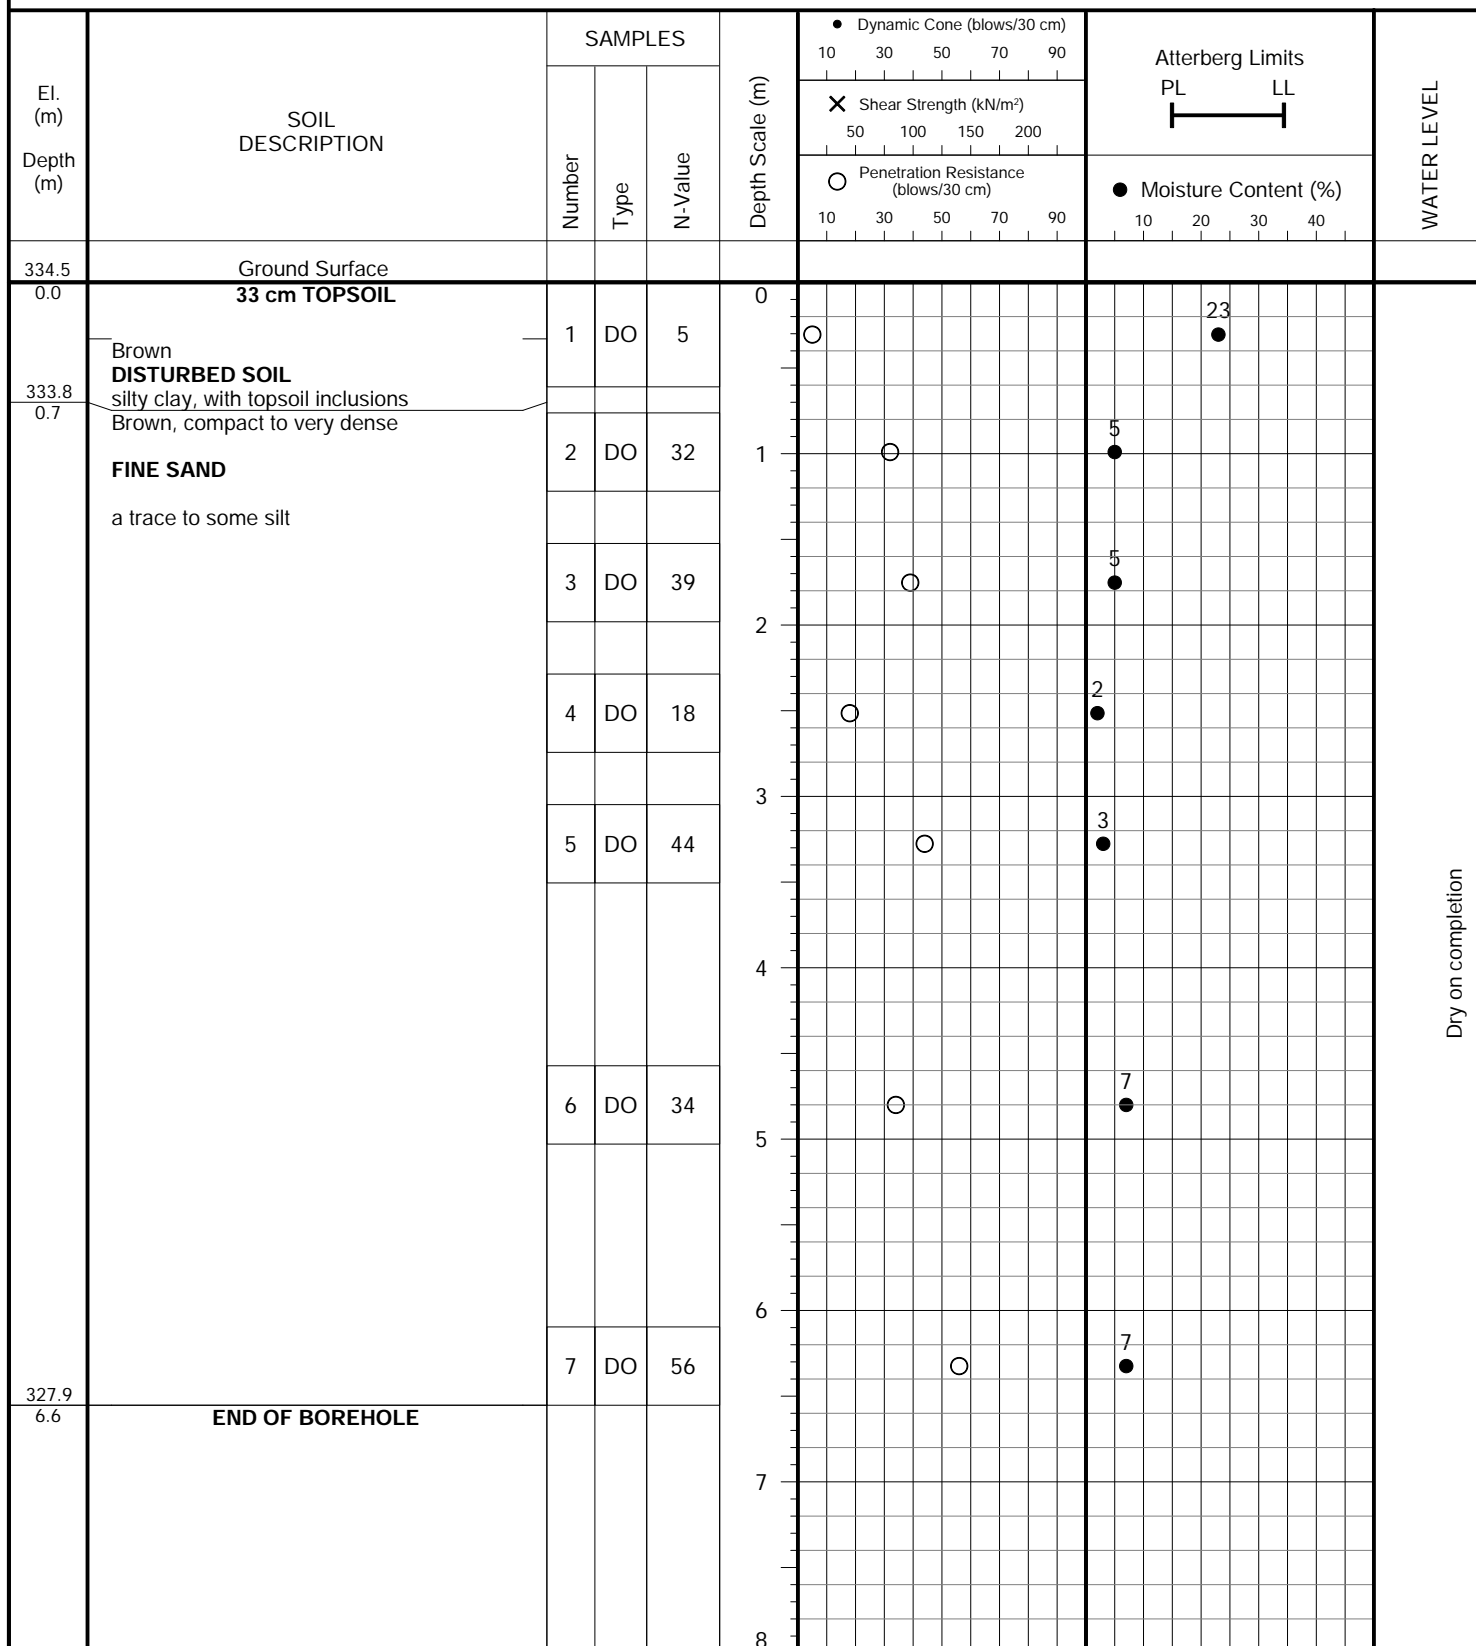 El.
(m)
Depth
(m)
SOIL
DESCRIPTION
SAMPLES
Number
Type
N-Value
Depth Scale (m)
Dynamic Cone (blows/30 cm)
10 30 50 70 90
Shear Strength (kN/m²)
50 100 150 200
Penetration Resistance
(blows/30 cm)
10 30 50 70 90
Atterberg Limits
PL LL
Moisture Content (%)
10 20 30 40
WATER LEVEL
334.5 Ground Surface
0.0 33 cm TOPSOIL 0
1 DO 5 23
Brown
DISTURBED SOIL
333.8 silty clay, with topsoil inclusions
0.7 Brown, compact to very dense
2 DO 32 1 5
FINE SAND
a trace to some silt
3 DO 39 5
2
4 DO 18 2
3
5 DO 44 3
4
Dry on completion
6 DO 34 7
5
6
7 DO 56 7
327.9
6.6 END OF BOREHOLE
7
8